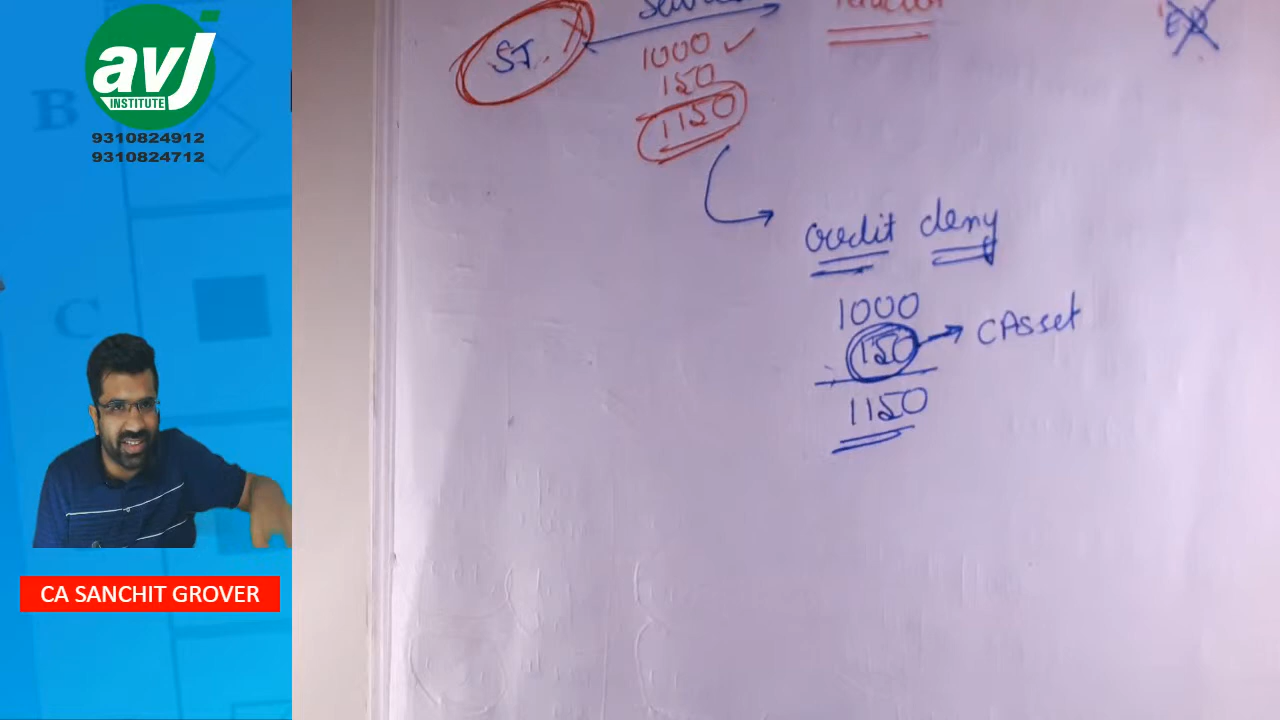 avj
INSTITUTE
9310824912
9310824712
B
C
CA SANCHIT GROVER
ST.
1000 ✓
150
1150
credit deny
1000
150 → CAsset
1150